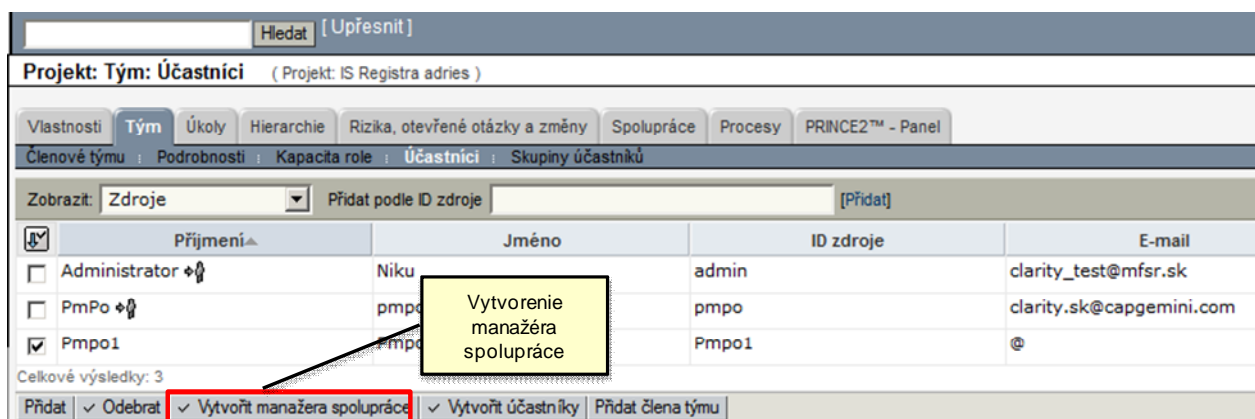 Hledat [ Upřesnit ]
Projekt: Tým: Účastníci ( Projekt: IS Registra adries )
Vlastnosti Tým Úkoly Hierarchie Rizika, otevřené otázky a změny Spolupráce Procesy PRINCE2™ - Panel
Členové týmu : Podrobnosti : Kapacita role : Účastníci : Skupiny účastníků
Zobrazit: Zdroje Přidat podle ID zdroje [Přidat]
Příjmení Jméno ID zdroje E-mail
Administrator Niku admin clarity_test@mfsr.sk
PmPo pmpo clarity.sk@capgemini.com
Pmpo1 Pmpo1 @
Vytvorenie
manažéra
spolupráce
Celkové výsledky: 3
Přidat Odebrat Vytvořit manažera spolupráce Vytvořit účastníky Přidat člena týmu